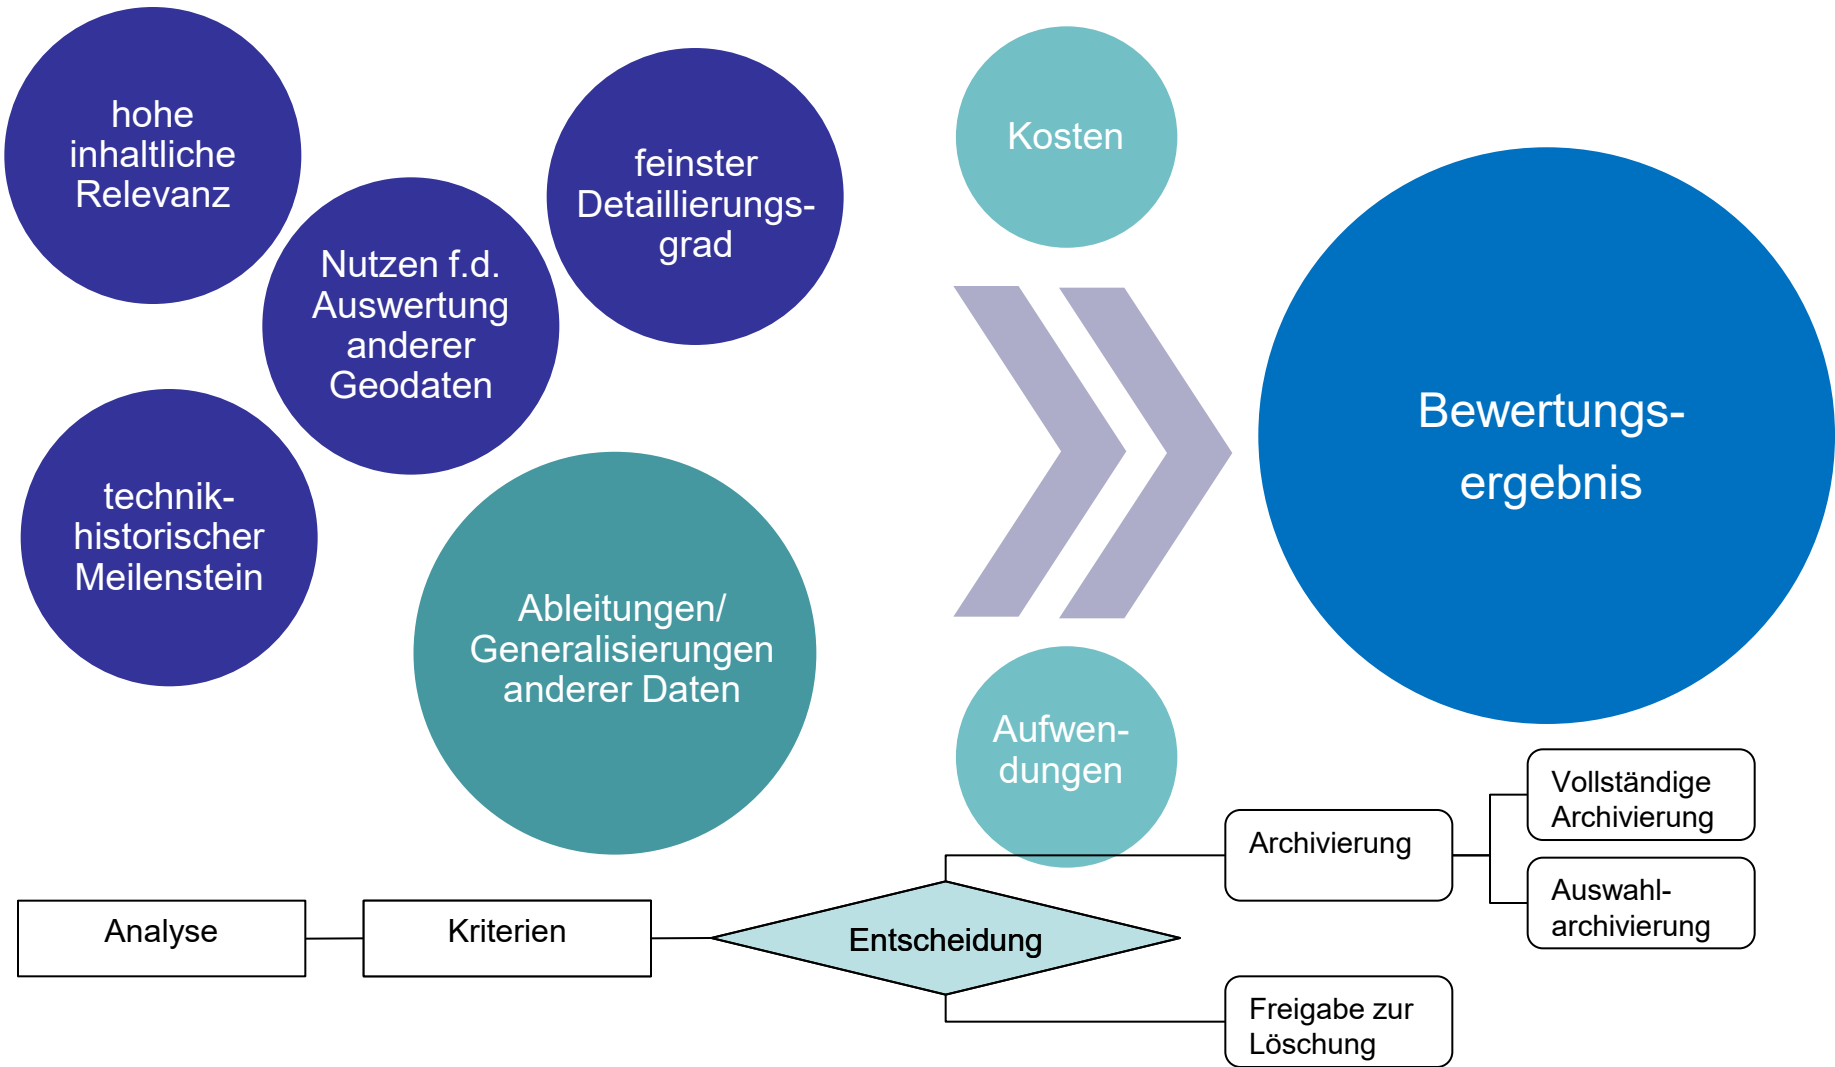 hohe
inhaltliche
Relevanz
Nutzen f.d.
Auswertung
anderer
Geodaten
feinster
Detaillierungs-
grad
technik-
historischer
Meilenstein
Ableitungen/
Generalisierungen
anderer Daten
Kosten
Aufwen-
dungen
Bewertungs-
ergebnis
Analyse
Kriterien
Entscheidung
Archivierung
Vollständige
Archivierung
Auswahl-
archivierung
Freigabe zur
Löschung